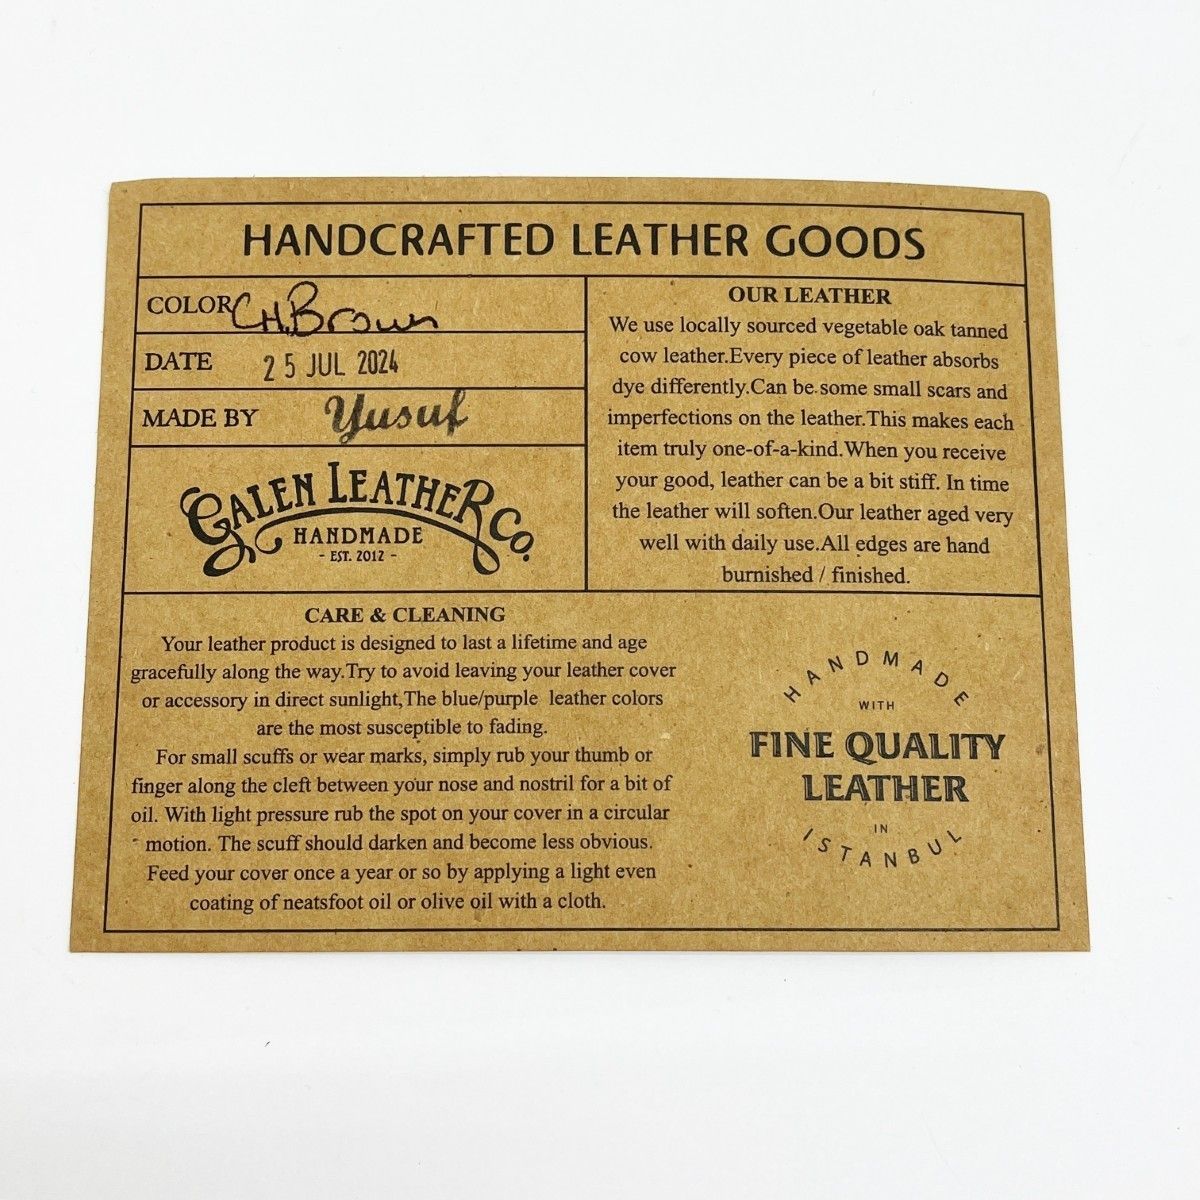 HANDCRAFTED LEATHER GOODS
COLOR CH.Brown
DATE 25 JUL 2024
MADE BY Yusuf
GALEN LEATHER CO.
HANDMADE
- EST. 2012 -
OUR LEATHER
We use locally sourced vegetable oak tanned
cow leather.Every piece of leather absorbs
dye differently.Can be some small scars and
imperfections on the leather.This makes each
item truly one-of-a-kind.When you receive
your good, leather can be a bit stiff. In time
the leather will soften.Our leather aged very
well with daily use.All edges are hand
burnished / finished.
CARE & CLEANING
Your leather product is designed to last a lifetime and age
gracefully along the way.Try to avoid leaving your leather cover
or accessory in direct sunlight,The blue/purple leather colors
are the most susceptible to fading.
For small scuffs or wear marks, simply rub your thumb or
finger along the cleft between your nose and nostril for a bit of
oil. With light pressure rub the spot on your cover in a circular
motion. The scuff should darken and become less obvious.
Feed your cover once a year or so by applying a light even
coating of neatsfoot oil or olive oil with a cloth.
HANDMADE
WITH
FINE QUALITY
LEATHER
IN
ISTANBUL